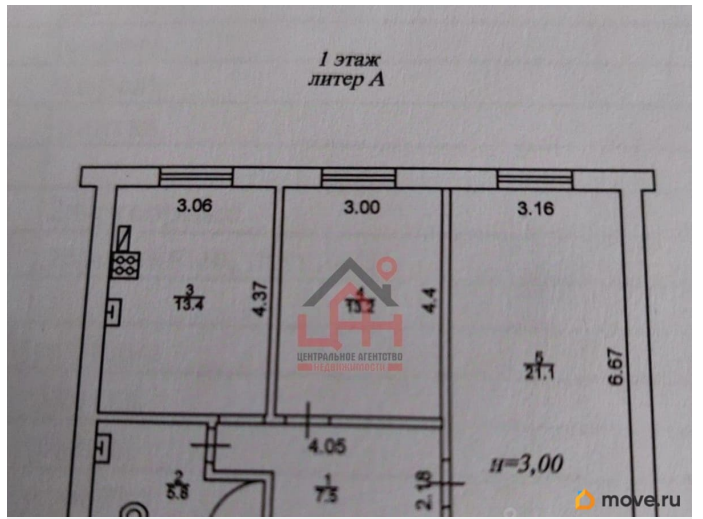 1 этаж
литер А
3.06
3.00
3.16
3
13.4
4.37
4
13.2
4.4
5
21.1
6.67
ЦАН
ЦЕНТРАЛЬНОЕ АГЕНТСТВО
НЕДВИЖИМОСТИ
4.05
н=3,00
2
5.8
1
7.5
2.18
move.ru